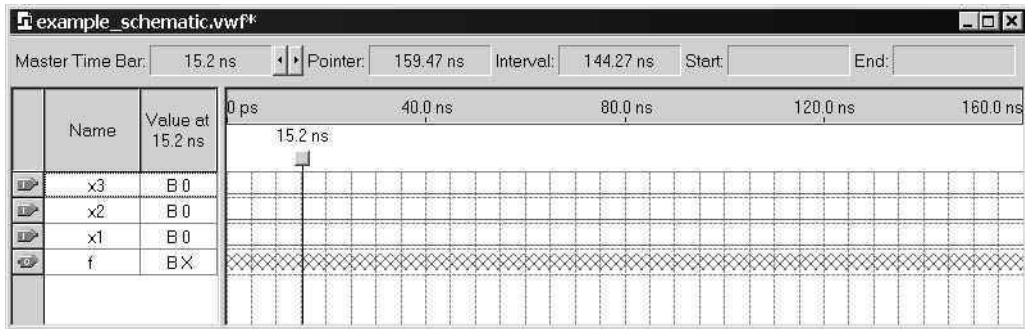 example_schematic.vwf*
Master Time Bar: 15.2 ns Pointer: 159.47 ns Interval: 144.27 ns Start: End:
Name Value at 15.2 ns 0 ps 40.0 ns 80.0 ns 120.0 ns 160.0 ns
15.2 ns
x3 B 0
x2 B 0
x1 B 0
f B X